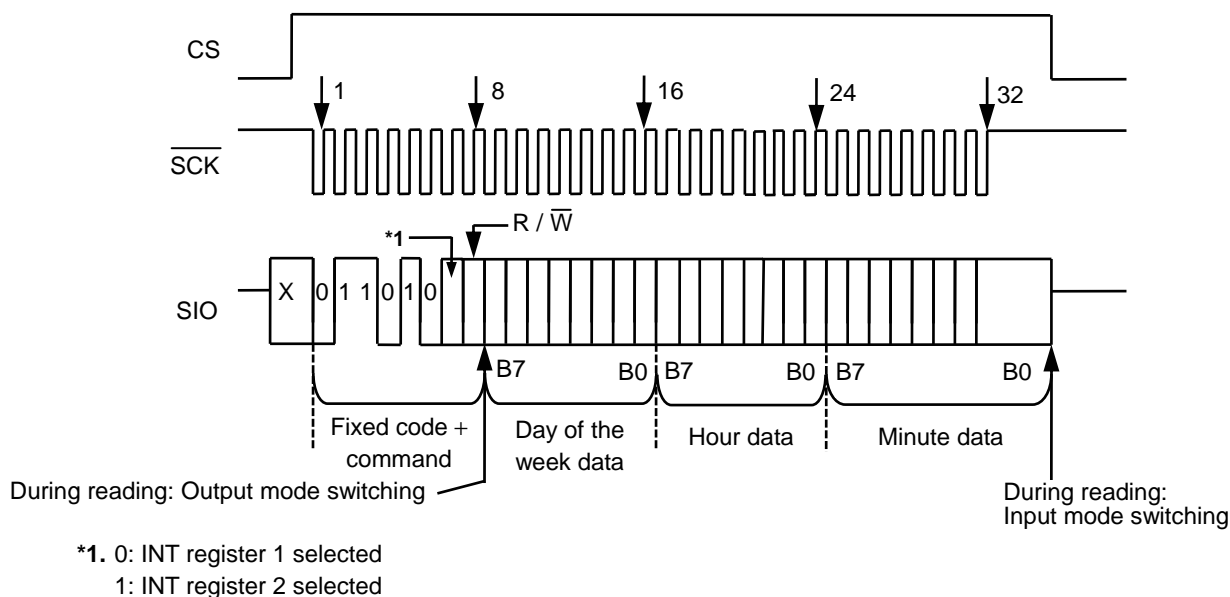 CS
1 8 16 24 32
SCK
*1 R / W
X 0 1 1 0 1 0
SIO
B7 B0 B7 B0 B7 B0
Fixed code +
command
Day of the
week data
Hour data
Minute data
During reading: Output mode switching
During reading:
Input mode switching
*1. 0: INT register 1 selected
1: INT register 2 selected